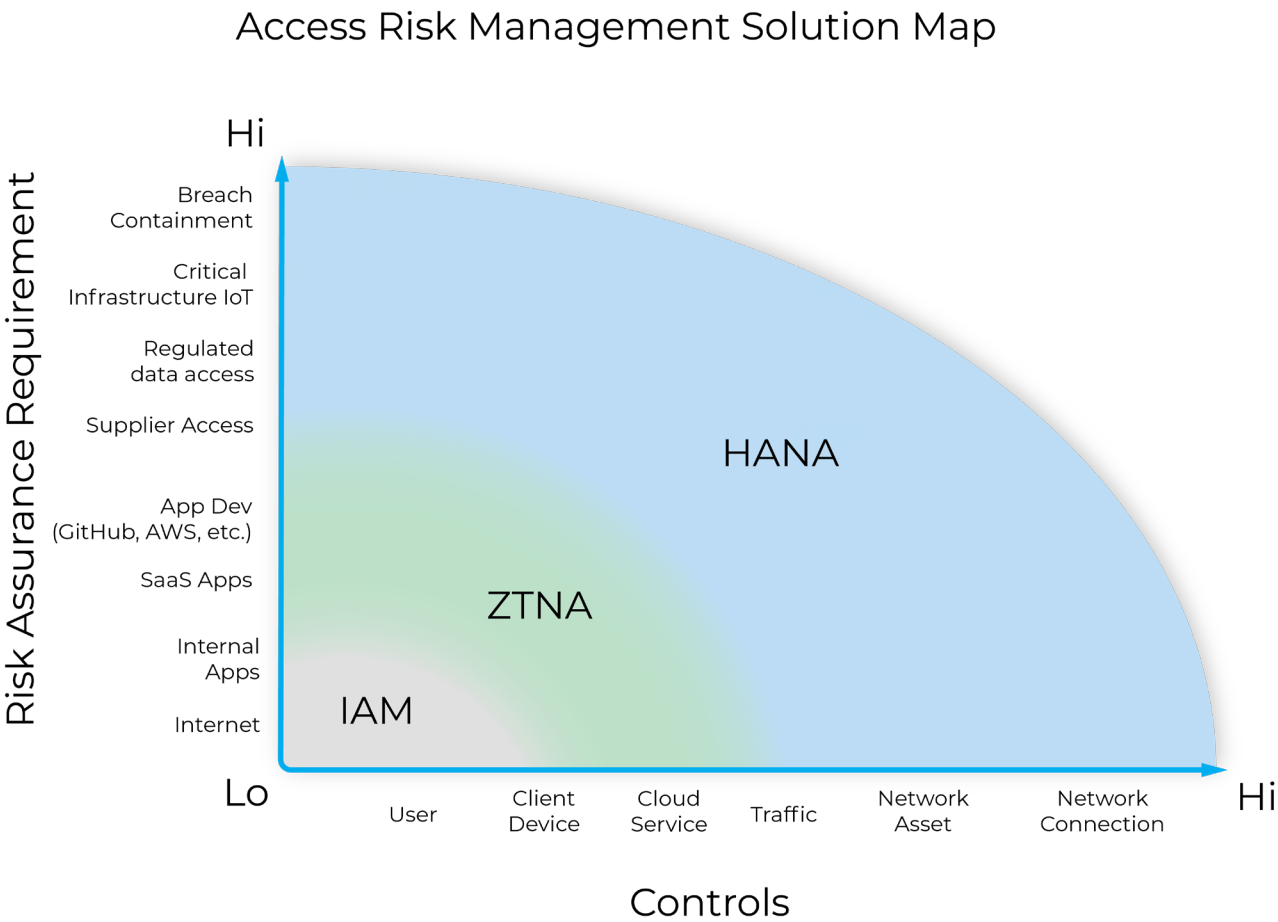 Access Risk Management Solution Map
Hi
Risk Assurance Requirement
Breach
Containment
Critical
Infrastructure IoT
Regulated
data access
Supplier Access
App Dev
(GitHub, AWS, etc.)
SaaS Apps
Internal
Apps
Internet
HANA
ZTNA
IAM
Lo
User
Client
Device
Cloud
Service
Traffic
Network
Asset
Network
Connection
Hi
Controls